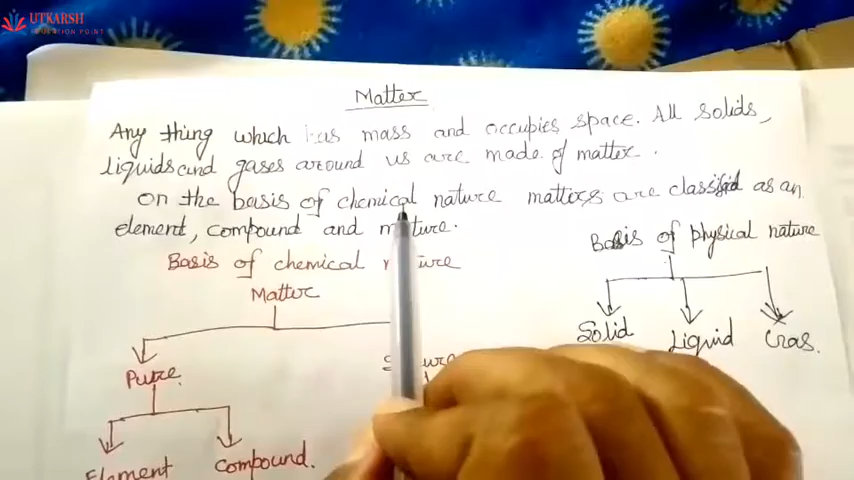 UTKARSH
EDUCATION POINT
Matter
Any thing which has mass and occupies space. All solids,
liquids and gases around us are made of matter.
on the basis of chemical nature matters are classified as an
element, compound and
Basis of chemical
Matter
Pure
Element Compound.
Basis of physical nature
Solid Liquid Gas.